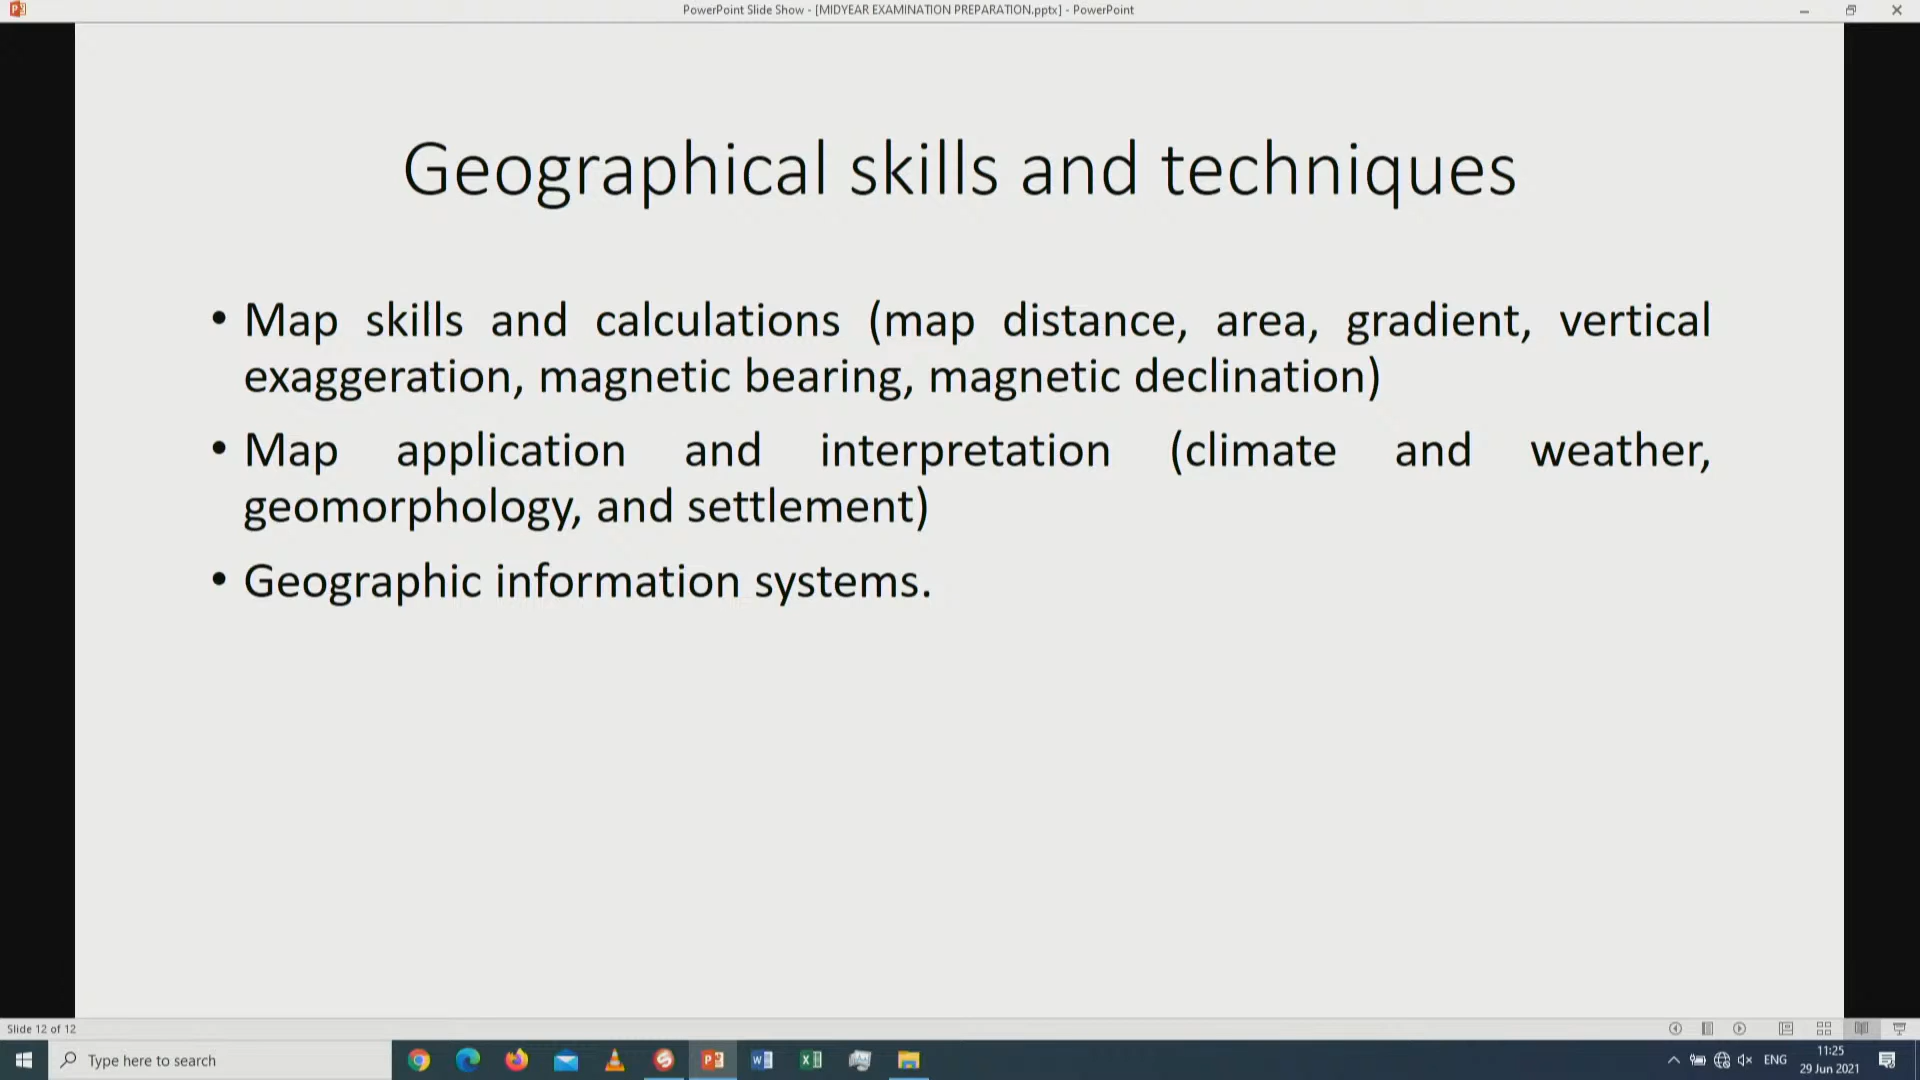 PowerPoint Slide Show - [MIDYEAR EXAMINATION PREPARATION.pptx] - PowerPoint
Geographical skills and techniques
• Map skills and calculations (map distance, area, gradient, vertical
exaggeration, magnetic bearing, magnetic declination)
• Map application and interpretation (climate and weather,
geomorphology, and settlement)
• Geographic information systems.
Slide 12 of 12
Type here to search
ENG
11:25
29 Jun 2021